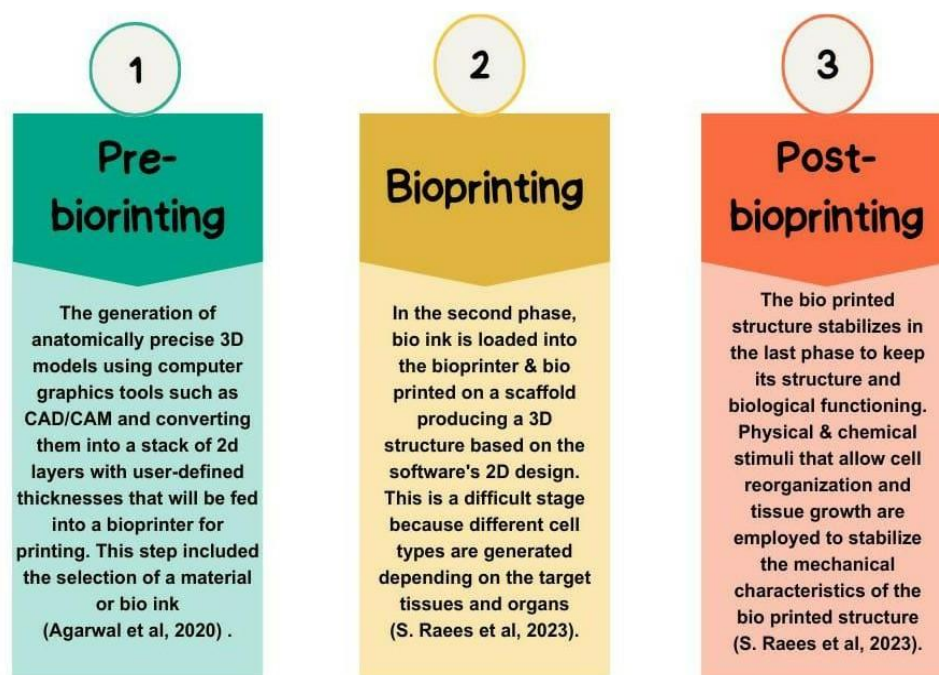 1
Pre-
biorinting
The generation of
anatomically precise 3D
models using computer
graphics tools such as
CAD/CAM and converting
them into a stack of 2d
layers with user-defined
thicknesses that will be fed
into a bioprinter for
printing. This step included
the selection of a material
or bio ink
(Agarwal et al, 2020) .
2
Bioprinting
In the second phase,
bio ink is loaded into
the bioprinter & bio
printed on a scaffold
producing a 3D
structure based on the
software's 2D design.
This is a difficult stage
because different cell
types are generated
depending on the target
tissues and organs
(S. Raees et al, 2023).
3
Post-
bioprinting
The bio printed
structure stabilizes in
the last phase to keep
its structure and
biological functioning.
Physical & chemical
stimuli that allow cell
reorganization and
tissue growth are
employed to stabilize
the mechanical
characteristics of the
bio printed structure
(S. Raees et al, 2023).